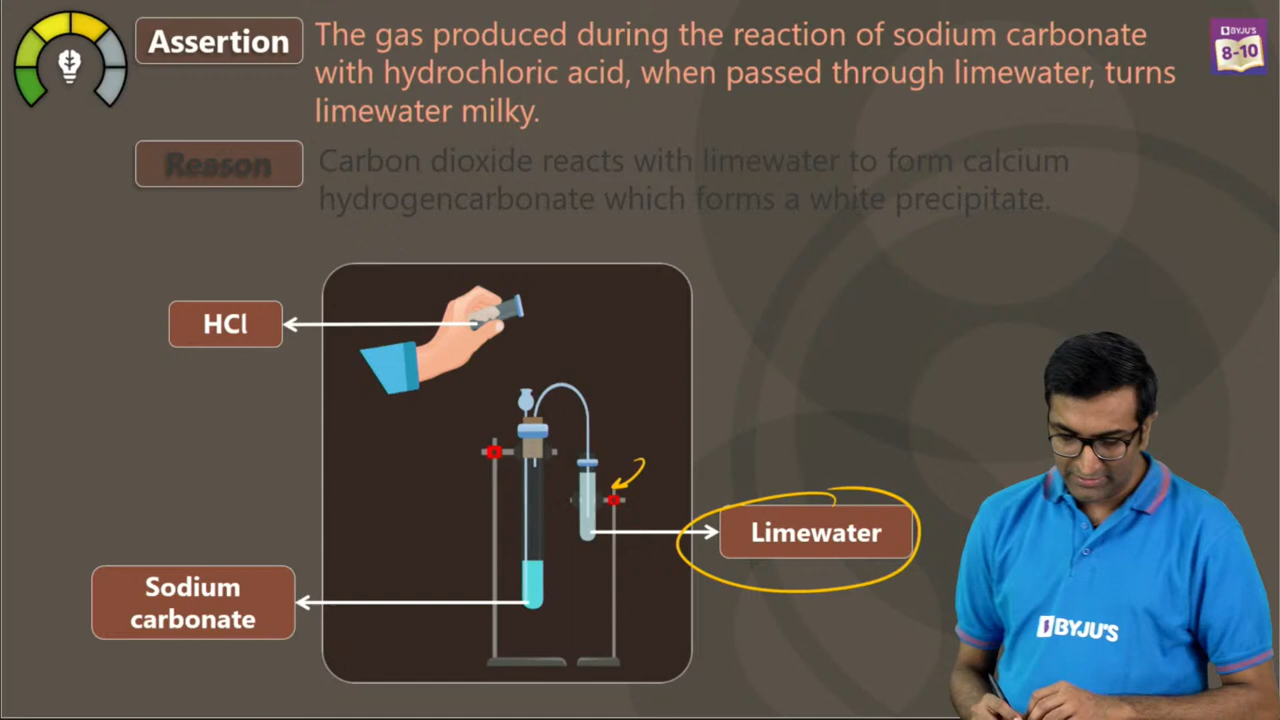 Assertion
The gas produced during the reaction of sodium carbonate
with hydrochloric acid, when passed through limewater, turns
limewater milky.
BYJU'S
8-10
Reason
Carbon dioxide reacts with limewater to form calcium
hydrogencarbonate which forms a white precipitate.
HCl
Limewater
Sodium
carbonate
BYJU'S